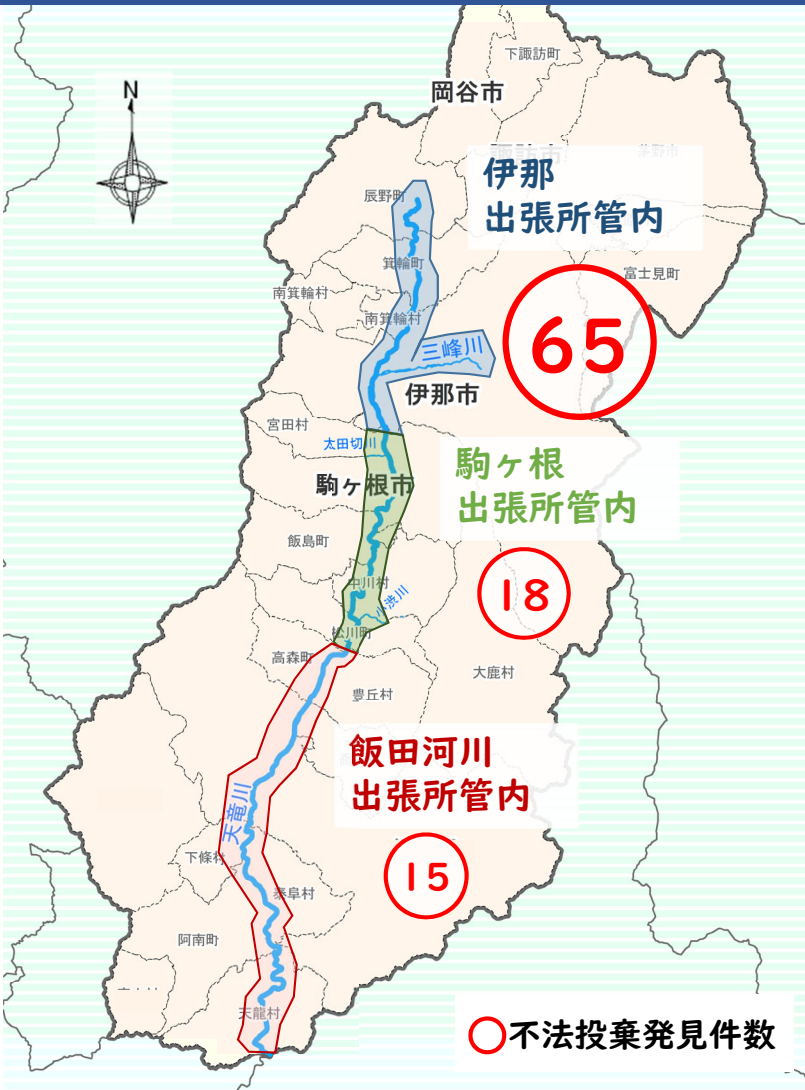 N
下諏訪町
岡谷市
諏訪市
茅野市
伊那
出張所管内
辰野町
箕輪町
富士見町
南箕輪村
南箕輪村
65
三峰川
伊那市
宮田村
太田切川
駒ヶ根
出張所管内
駒ヶ根市
飯島町
18
中川村
小渋川
松川町
高森町
大鹿村
豊丘村
飯田河川
出張所管内
天竜川
15
下條村
泰阜村
阿南町
天龍村
○不法投棄発見件数